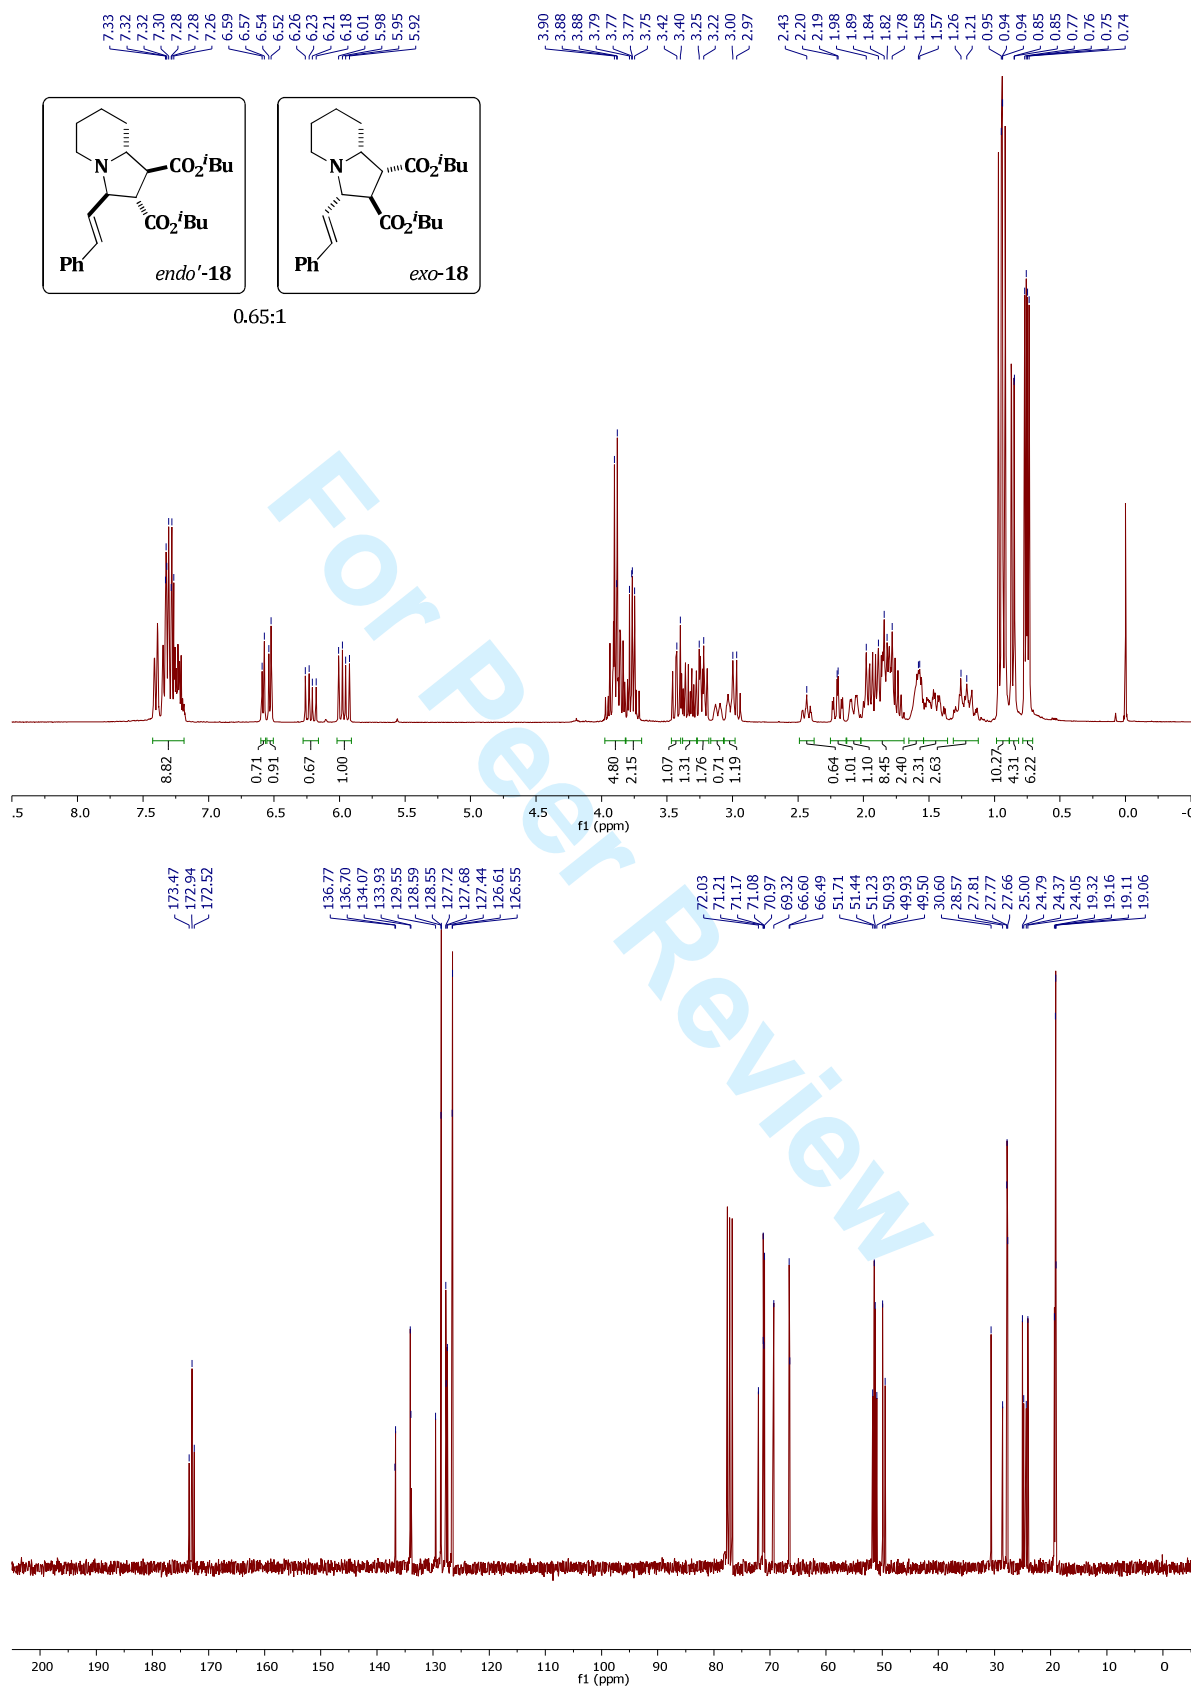 7.33 7.32 7.32 7.30 7.28 7.28 7.26 6.59 6.57 6.54 6.52 6.26 6.23 6.21 6.18 6.01 5.98 5.95 5.92 3.90 3.88 3.88 3.79 3.77 3.77 3.75 3.42 3.40 3.25 3.22 3.00 2.97 2.43 2.20 2.19 1.98 1.89 1.84 1.82 1.78 1.58 1.57 1.26 1.21 0.95 0.94 0.94 0.85 0.85 0.77 0.76 0.75 0.74
N CO2iBu
CO2iBu
Ph endo'-18
N CO2iBu
CO2iBu
Ph exo-18
0.65:1
8.82 0.71 0.91 0.67 1.00 4.80 2.15 1.07 1.31 1.76 0.71 1.19 0.64 1.01 1.10 8.45 2.40 2.31 2.63 10.27 4.31 6.22
.5 8.0 7.5 7.0 6.5 6.0 5.5 5.0 4.5 4.0 3.5 3.0 2.5 2.0 1.5 1.0 0.5 0.0 -0
f1 (ppm)
For Peer Review
173.47 172.94 172.52 136.77 136.70 134.07 133.93 129.55 128.59 128.55 127.72 127.68 127.44 126.61 126.55 72.03 71.21 71.17 71.08 70.97 69.32 66.60 66.49 51.71 51.44 51.23 50.93 49.93 49.50 30.60 28.57 27.81 27.77 27.66 25.00 24.79 24.37 24.05 19.32 19.16 19.11 19.06
200 190 180 170 160 150 140 130 120 110 100 90 80 70 60 50 40 30 20 10 0
f1 (ppm)